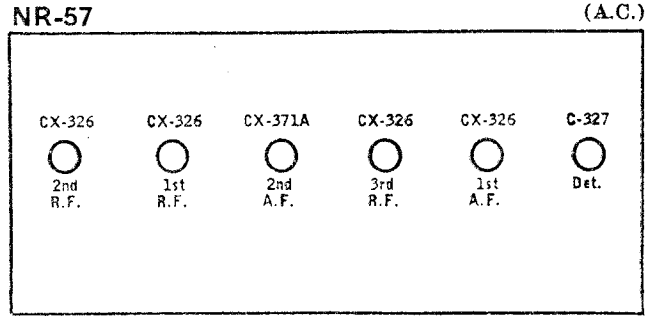 NR-57 (A.C.)
CX-326 CX-326 CX-371A CX-326 CX-326 C-327
2nd 1st 2nd 3rd 1st Det.
R.F. R.F. A.F. R.F. A.F.